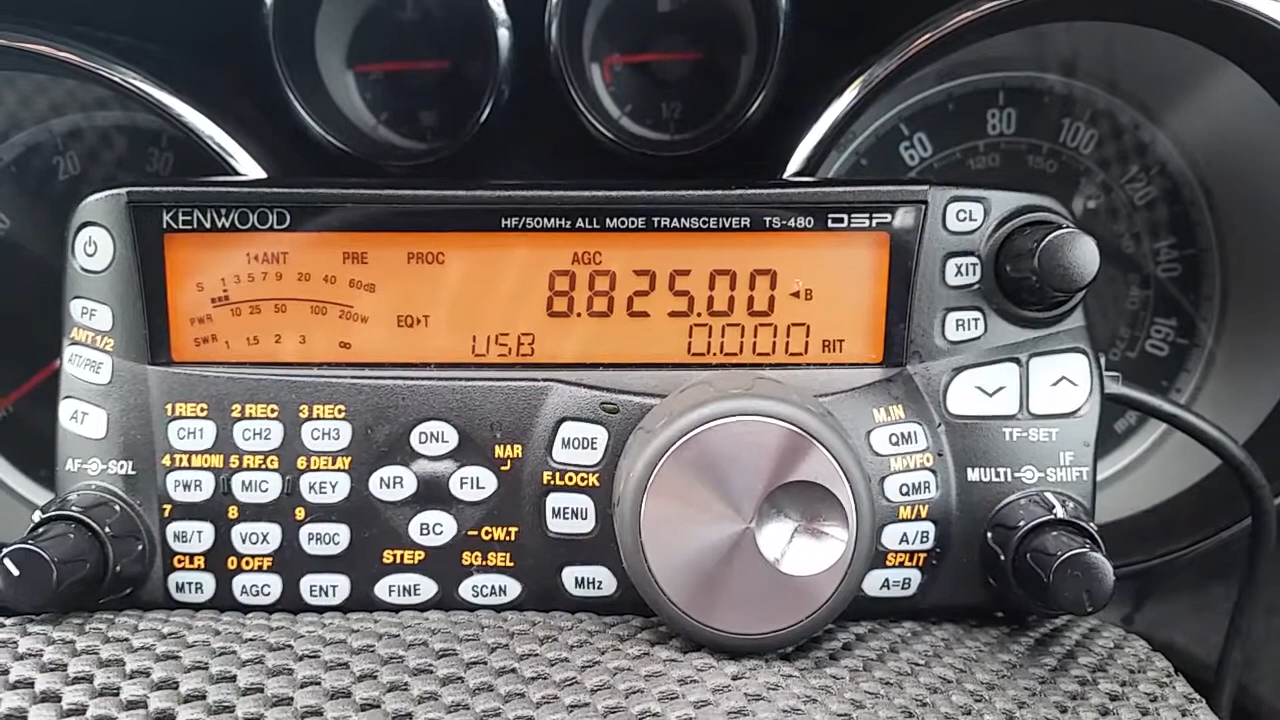 20 30
1/2
60 80 100 120 140 160
120 150
mph
KENWOOD
HF/50MHz ALL MODE TRANSCEIVER TS-480 DSP
1◂ANT PRE PROC AGC
S 1 3 5 7 9 20 40 60dB
8.825.00 ◂B
PWR 10 25 50 100 200W
EQ▸T
SWR 1 1.5 2 3 ∞
USB 0.000 RIT
CL
XIT
RIT
PF
ANT 1/2
ATT/PRE
AT
AF SQL
1 REC 2 REC 3 REC
CH1 CH2 CH3
4 TX MONI 5 RF.G 6 DELAY
PWR MIC KEY
7 8 9
NB/T VOX PROC
CLR 0 OFF
MTR AGC ENT
DNL
NAR
NR FIL
BC
CW.T
STEP SG.SEL
FINE SCAN
MODE
F.LOCK
MENU
MHz
M.IN
QMI
M▸VFO
QMR
M/V
A/B
SPLIT
A=B
TF-SET
MULTI IF SHIFT